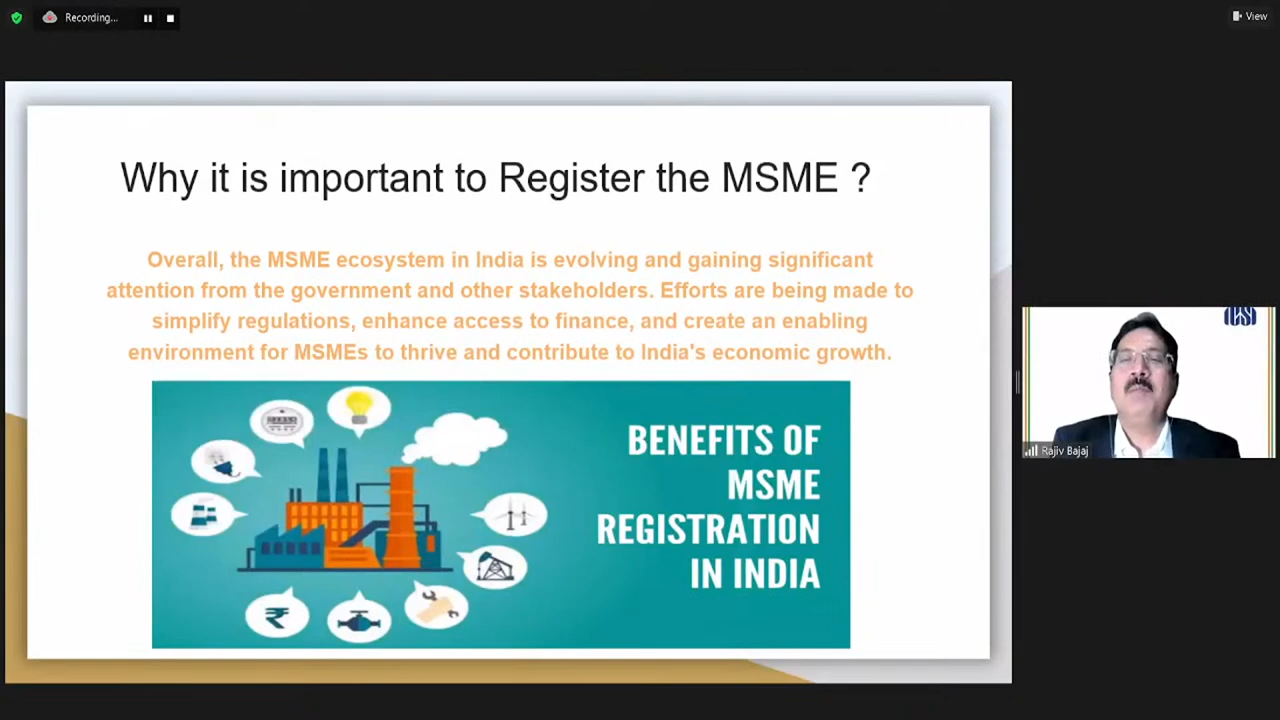 Recording...
View
Why it is important to Register the MSME ?
Overall, the MSME ecosystem in India is evolving and gaining significant
attention from the government and other stakeholders. Efforts are being made to
simplify regulations, enhance access to finance, and create an enabling
environment for MSMEs to thrive and contribute to India's economic growth.
BENEFITS OF
MSME
REGISTRATION
IN INDIA
₹
Rajiv Bajaj